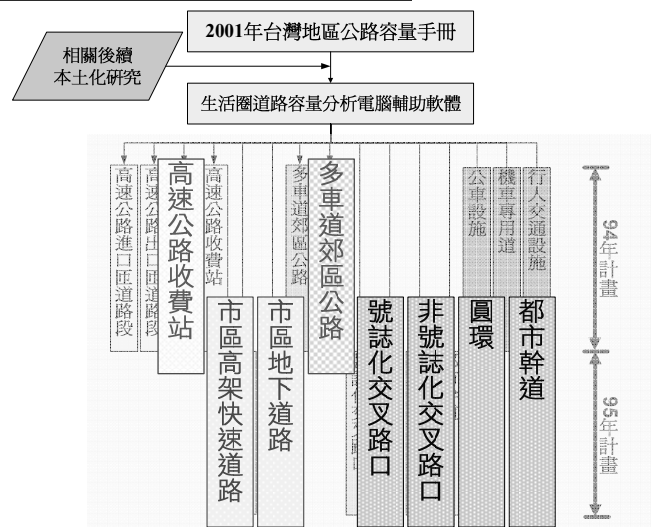 2001年台灣地區公路容量手冊
相關後續
本土化研究
生活圈道路容量分析電腦輔助軟體
高速公路進口匝道路段
高速公路出口匝道路段
高速公路收費站
高速公路收費站
多車道郊區公路
多車道郊區公路
公車設施
機車專用道
行人交通設施
94年計畫
市區高架快速道路
市區地下道路
號誌化交叉路口
非號誌化交叉路口
圓環
都市幹道
95年計畫